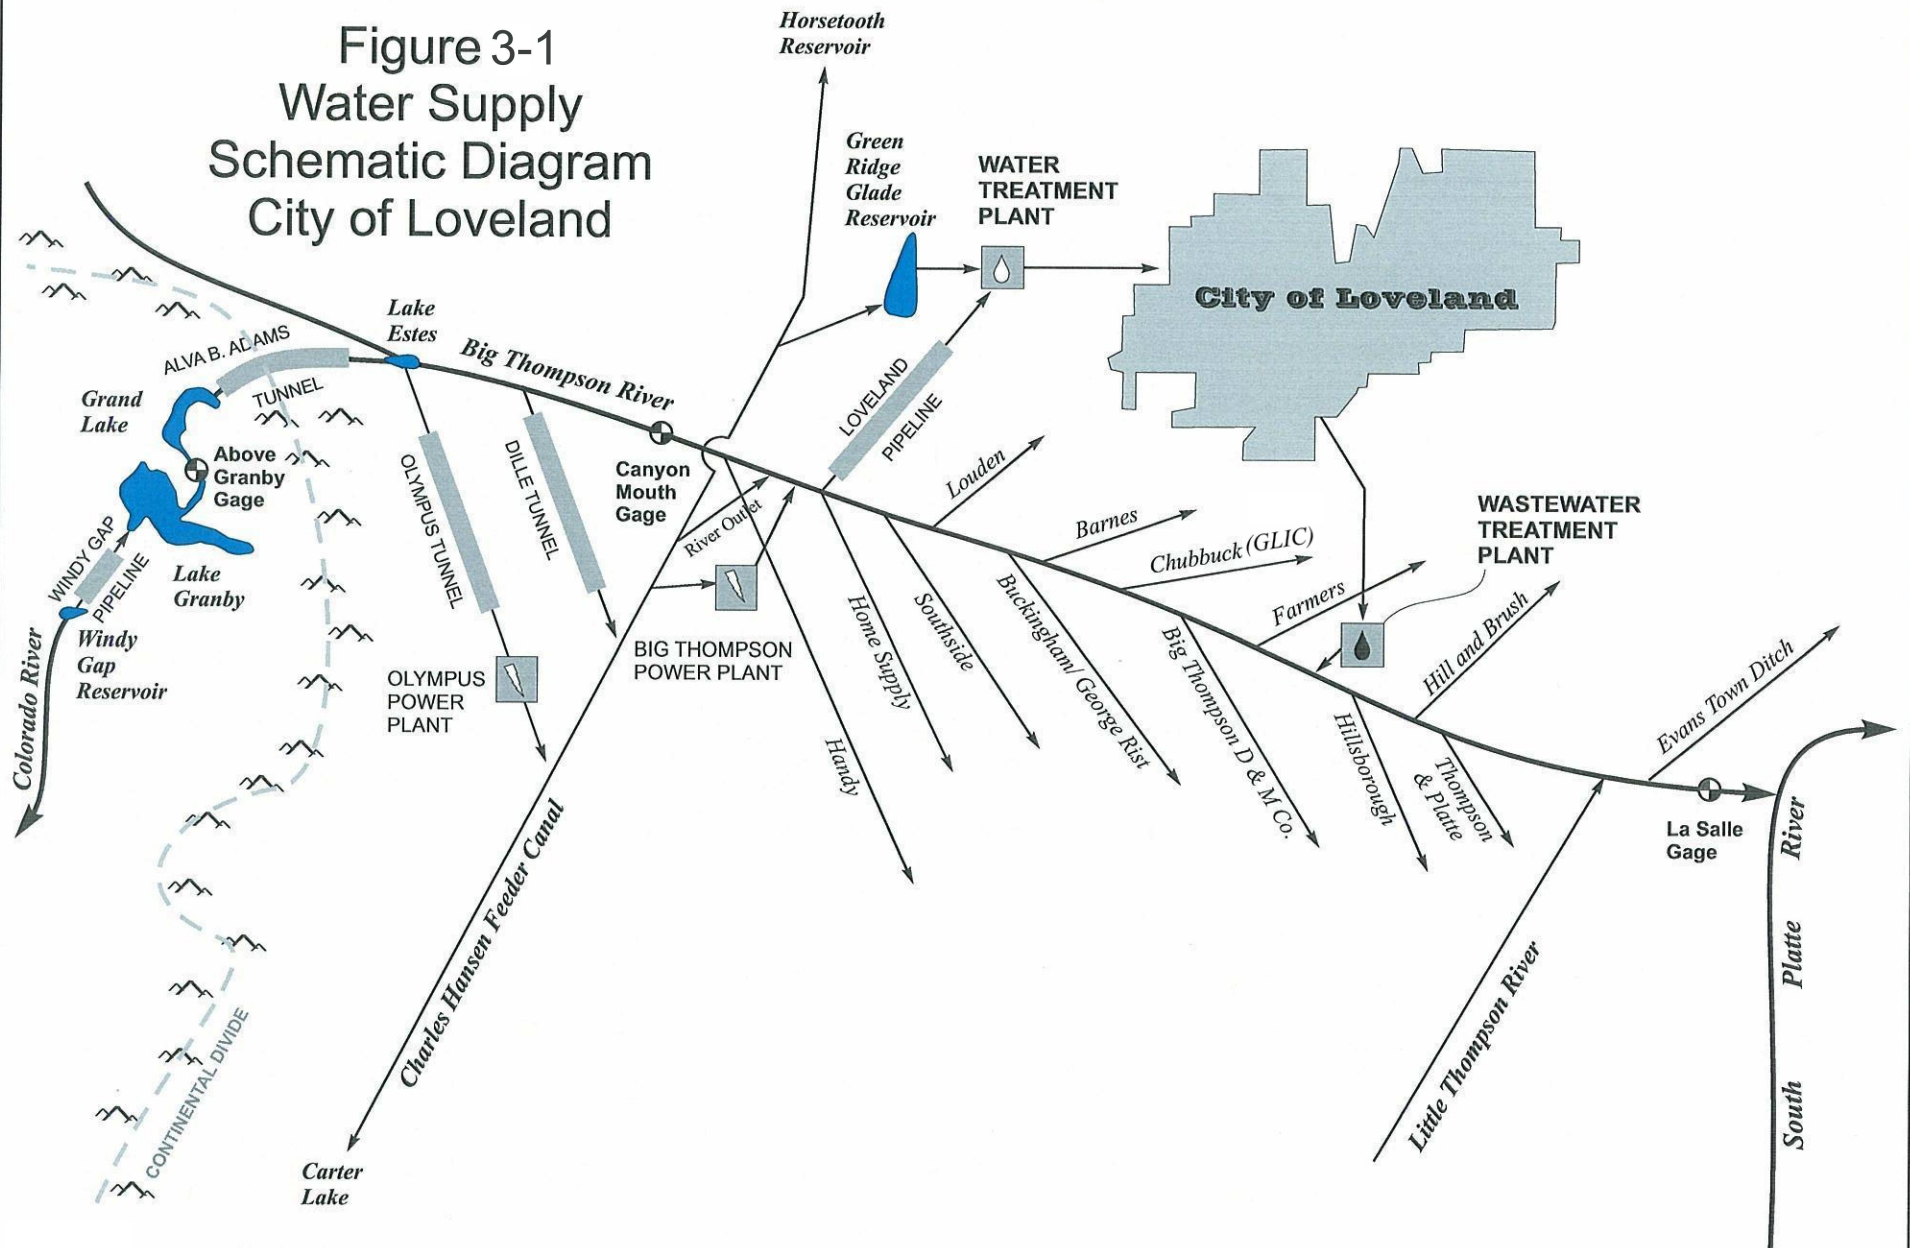 Figure 3-1
Water Supply
Schematic Diagram
City of Loveland
Horsetooth
Reservoir
Green
Ridge
Glade
Reservoir
WATER
TREATMENT
PLANT
City of Loveland
Lake
Estes
Big Thompson River
ALVA B. ADAMS
TUNNEL
Grand
Lake
Above
Granby
Gage
Lake
Granby
WINDY GAP
PIPELINE
Windy
Gap
Reservoir
Colorado River
OLYMPUS TUNNEL
DILLE TUNNEL
Canyon
Mouth
Gage
River Outlet
LOVELAND
PIPELINE
OLYMPUS
POWER
PLANT
BIG THOMPSON
POWER PLANT
Louden
Barnes
Chubbuck (GLIC)
Farmers
WASTEWATER
TREATMENT
PLANT
Hill and Brush
Evans Town Ditch
Handy
Home Supply
Southside
Buckingham/ George Rist
Big Thompson D & M Co.
Hillsborough
Thompson
& Platte
La Salle
Gage
Little Thompson River
South Platte River
Charles Hansen Feeder Canal
Carter
Lake
CONTINENTAL DIVIDE